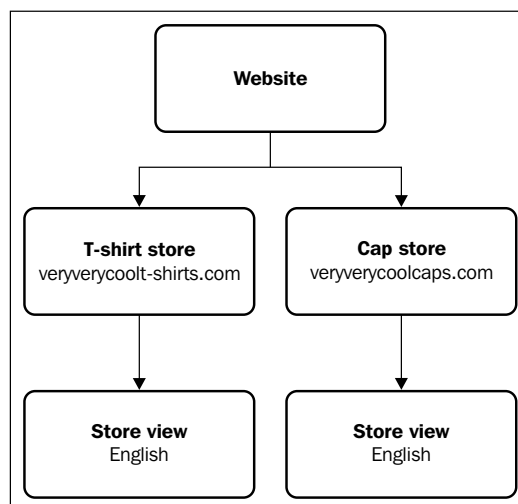 Website
T-shirt store
veryverycoolt-shirts.com
Cap store
veryverycoolcaps.com
Store view
English
Store view
English